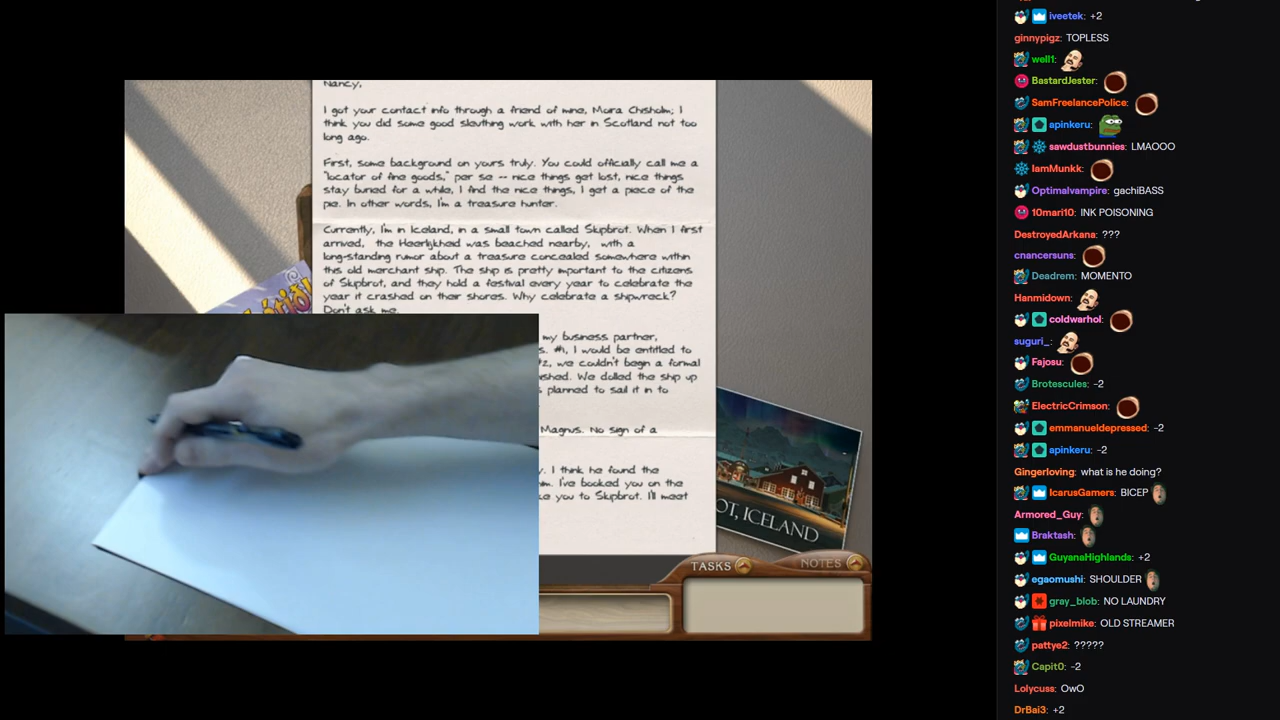 Nancy,
I got your contact info through a friend of mine, Moira Chisholm; I
think you did some good sleuthing work with her in Scotland not too
long ago.
First, some background on yours truly. You could officially call me a
"locator of fine goods," per se -- nice things get lost, nice things
stay buried for a while, I find the nice things, I get a piece of the
pie. In other words, I'm a treasure hunter.
Currently, I'm in Iceland, in a small town called Skipbrot. When I first
arrived, the Heerlijkheid was beached nearby, with a
long-standing rumor about a treasure concealed somewhere within
this old merchant ship. The ship is pretty important to the citizens
of Skipbrot, and they hold a festival every year to celebrate the
year it crashed on their shores. Why celebrate a shipwreck?
Don't ask me.
my business partner,
s. #1, I would be entitled to
tz, we couldn't begin a formal
ished. We dolled the ship up
s planned to sail it in to
Magnus. No sign of a
y. I think he found the
him. I've booked you on the
ke you to Skipbrot. I'll meet
OT, ICELAND
TASKS
NOTES
iveetek: +2
ginnypigz: TOPLESS
well1:
BastardJester:
SamFreelancePolice:
apinkeru:
sawdustbunnies: LMAOOO
IamMunkk:
Optimalvampire: gachiBASS
10mari10: INK POISONING
DestroyedArkana: ???
cnancersuns:
Deadrem: MOMENTO
Hanmidown:
coldwarhol:
suguri_:
Fajosu:
Brotescules: -2
ElectricCrimson:
emmanueldepressed: -2
apinkeru: -2
Gingerloving: what is he doing?
IcarusGamers: BICEP
Armored_Guy:
Braktash:
GuyanaHighlands: +2
egaomushi: SHOULDER
gray_blob: NO LAUNDRY
pixelmike: OLD STREAMER
pattye2: ?????
Capit0: -2
Lolycuss: OwO
DrBai3: +2